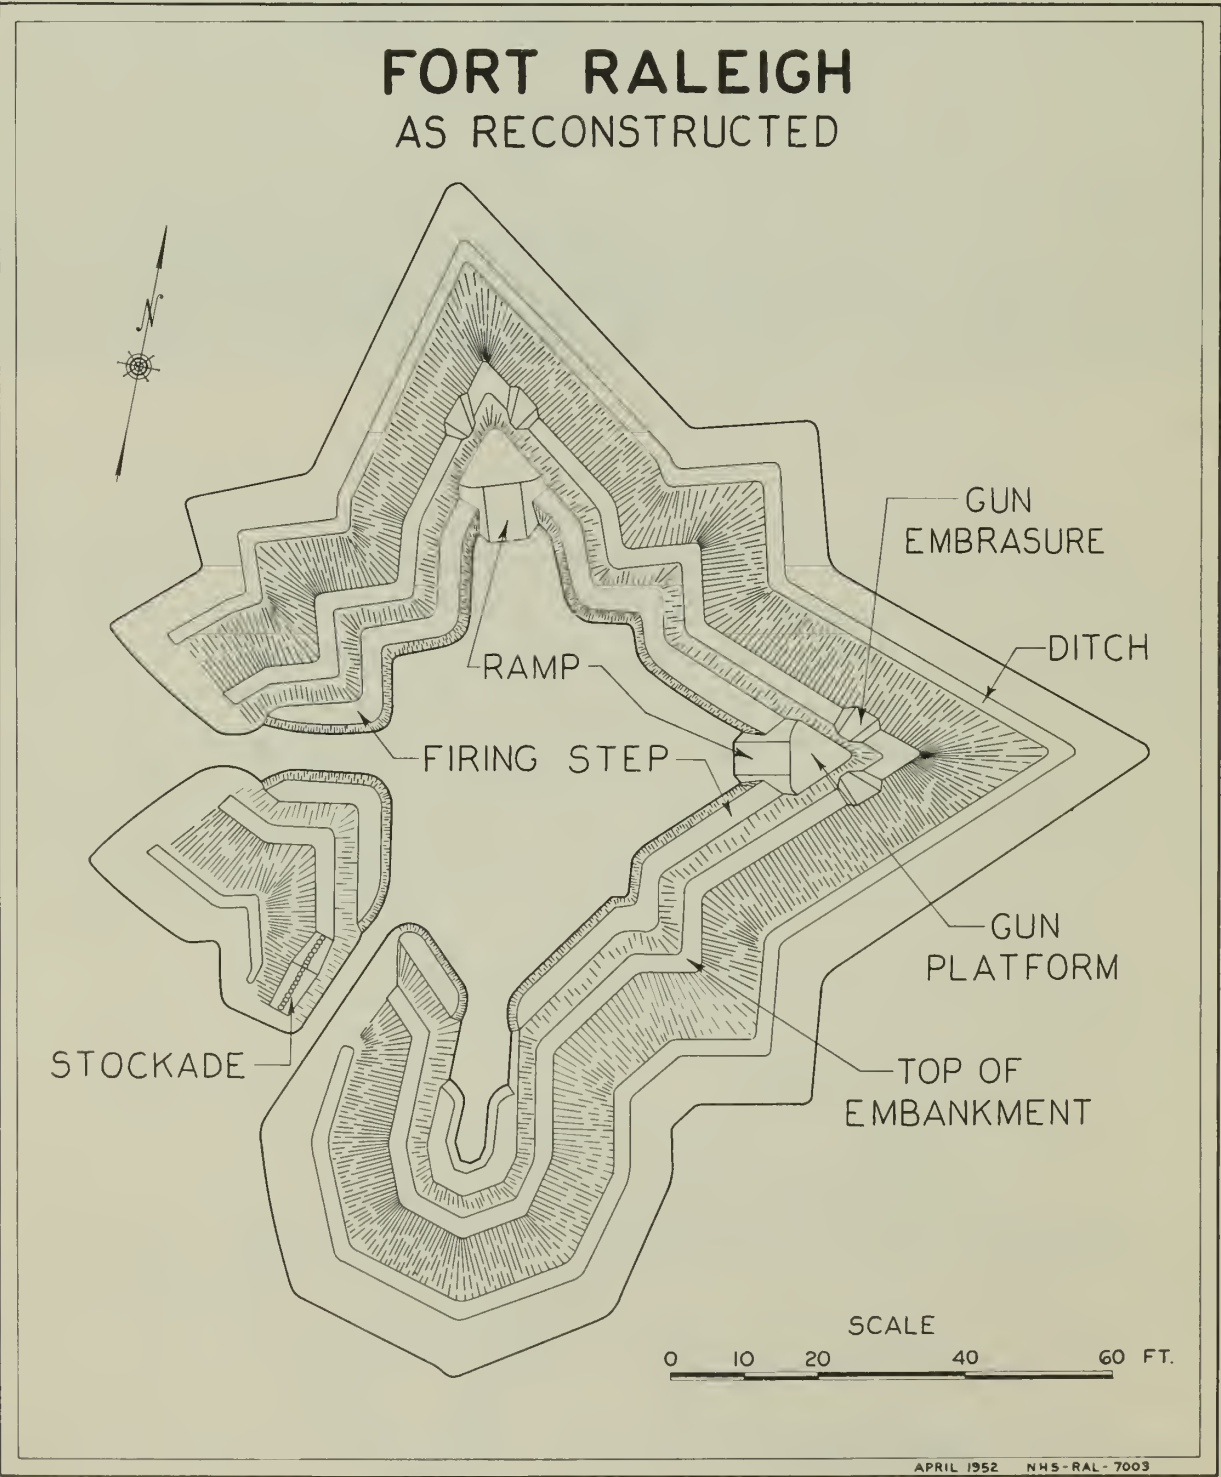 FORT RALEIGH
AS RECONSTRUCTED
N
GUN
EMBRASURE
DITCH
RAMP
FIRING STEP
GUN
PLATFORM
STOCKADE
TOP OF
EMBANKMENT
SCALE
0 10 20 40 60 FT.
APRIL 1952 NHS-RAL-7003